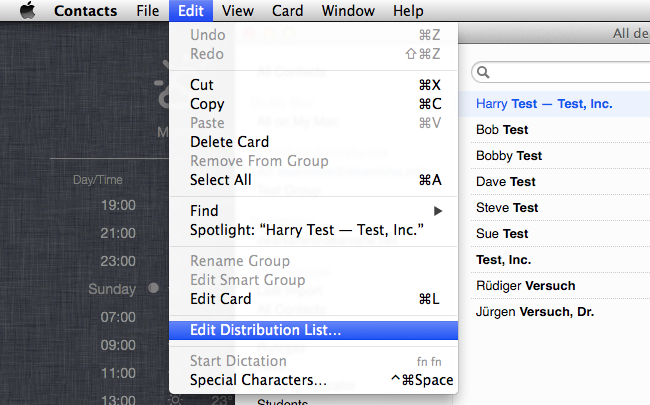 Contacts File Edit View Card Window Help
Undo ⌘Z
Redo ⇧⌘Z
Cut ⌘X
Copy ⌘C
Paste ⌘V
Delete Card
Remove From Group
Select All ⌘A
Find ▶
Spotlight: “Harry Test — Test, Inc.”
Rename Group
Edit Smart Group
Edit Card ⌘L
Edit Distribution List...
Start Dictation fn fn
Special Characters... ^⌘Space
Students
Day/Time
19:00
21:00
23:00
Sunday
07:00
09:00
11:00
13:00
23°
All de
Harry Test — Test, Inc.
Bob Test
Bobby Test
Dave Test
Steve Test
Sue Test
Test, Inc.
Rüdiger Versuch
Jürgen Versuch, Dr.